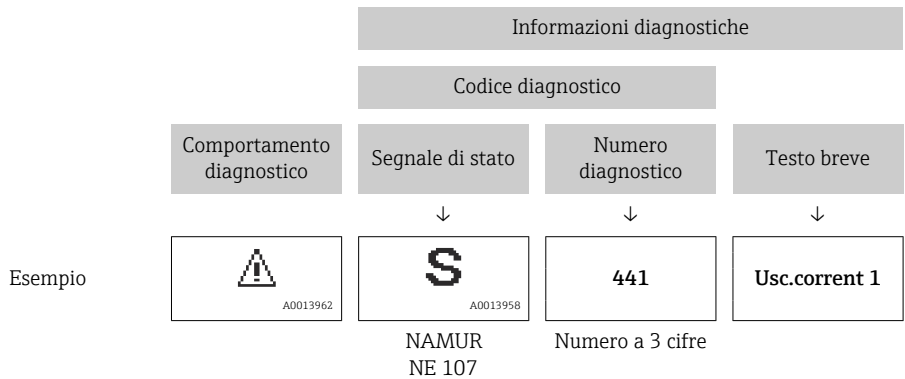 Informazioni diagnostiche
Codice diagnostico
Comportamento
diagnostico
Segnale di stato
Numero
diagnostico
Testo breve
↓ ↓ ↓
Esempio
A0013962
S
A0013958
441
Usc.corrent 1
NAMUR
NE 107
Numero a 3 cifre